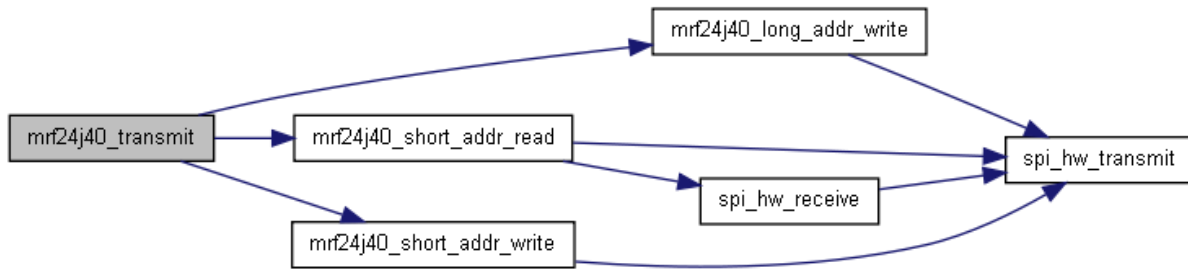 mrf24j40_long_addr_write
mrf24j40_transmit
mrf24j40_short_addr_read
spi_hw_transmit
spi_hw_receive
mrf24j40_short_addr_write